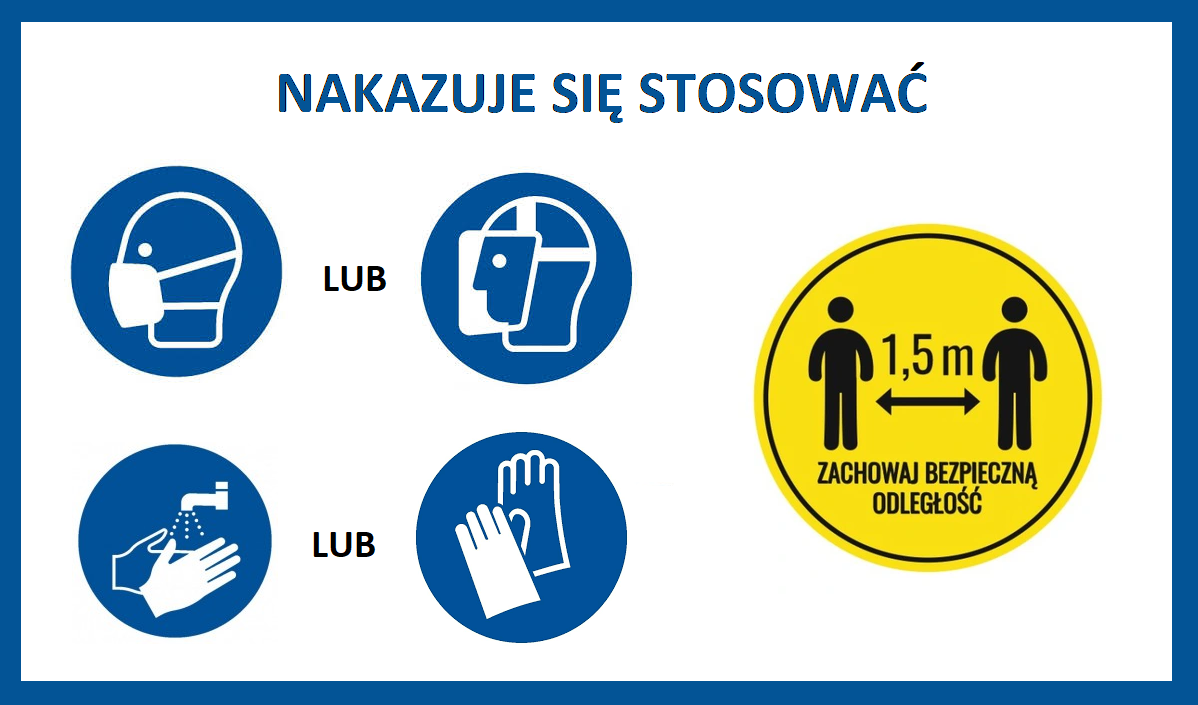 NAKAZUJE SIĘ STOSOWAĆ
LUB
LUB
1,5 m
ZACHOWAJ BEZPIECZNĄ
ODLEGŁOŚĆ